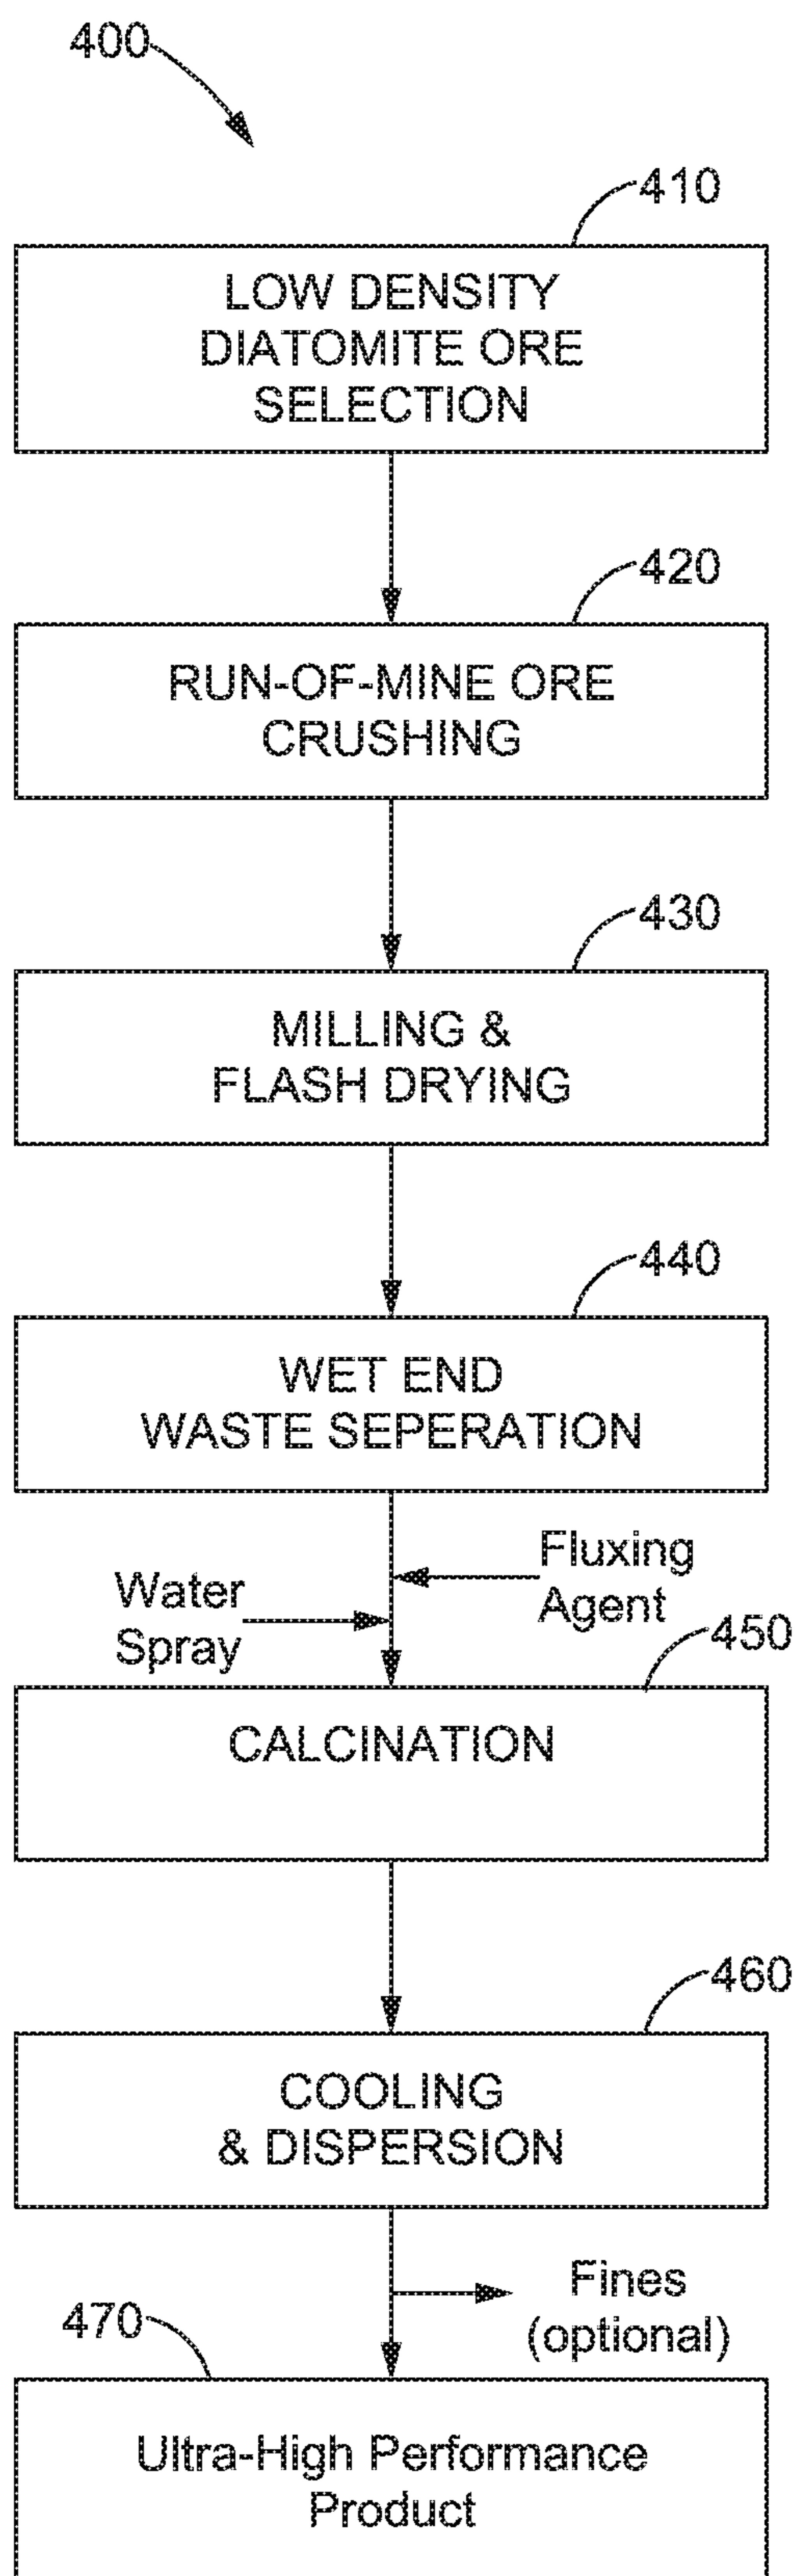 400
410
LOW DENSITY
DIATOMITE ORE
SELECTION
420
RUN-OF-MINE ORE
CRUSHING
430
MILLING &
FLASH DRYING
440
WET END
WASTE SEPERATION
Fluxing
Agent
Water
Spray
450
CALCINATION
460
COOLING
& DISPERSION
Fines
(optional)
470
Ultra-High Performance
Product